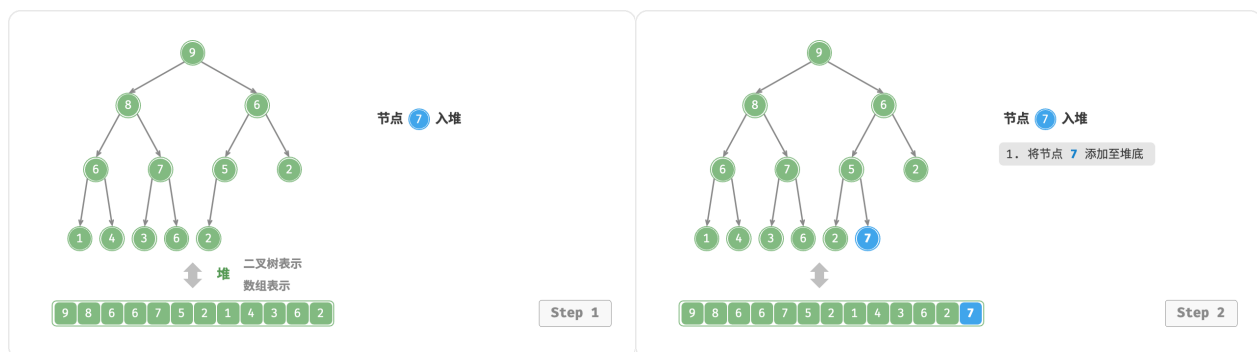 9
8 6
节点 7 入堆
6 7 5 2
1 4 3 6 2
堆
二叉树表示
数组表示
9 8 6 6 7 5 2 1 4 3 6 2
Step 1
9
8 6
节点 7 入堆
1. 将节点 7 添加至堆底
6 7 5 2
1 4 3 6 2 7
9 8 6 6 7 5 2 1 4 3 6 2 7
Step 2